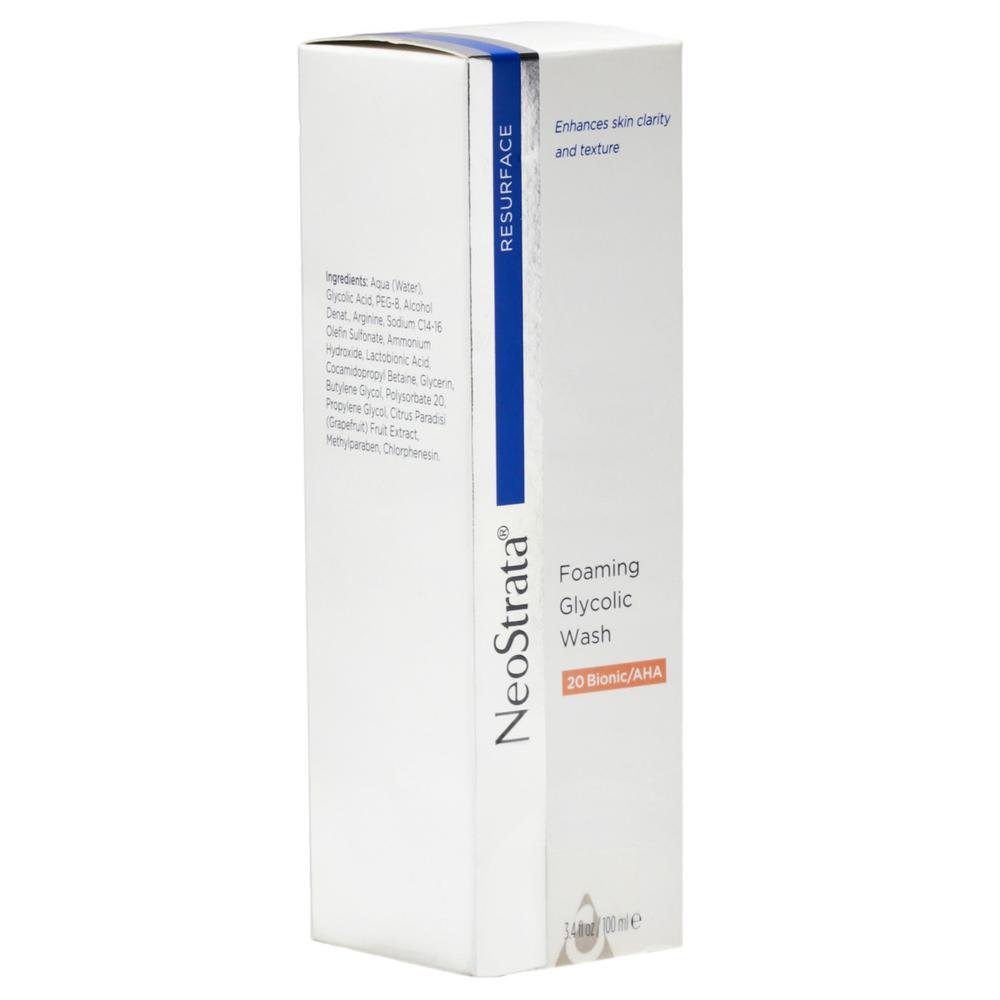 Ingredients: Aqua (Water),
Glycolic Acid, PEG-8, Alcohol
Denat., Arginine, Sodium C14-16
Olefin Sulfonate, Ammonium
Hydroxide, Lactobionic Acid,
Cocamidopropyl Betaine, Glycerin,
Butylene Glycol, Polysorbate 20,
Propylene Glycol, Citrus Paradisi
(Grapefruit) Fruit Extract,
Methylparaben, Chlorphenesin.
RESURFACE
NeoStrata®
Enhances skin clarity
and texture
Foaming
Glycolic
Wash
20 Bionic/AHA
3.4 fl oz / 100 ml ℮